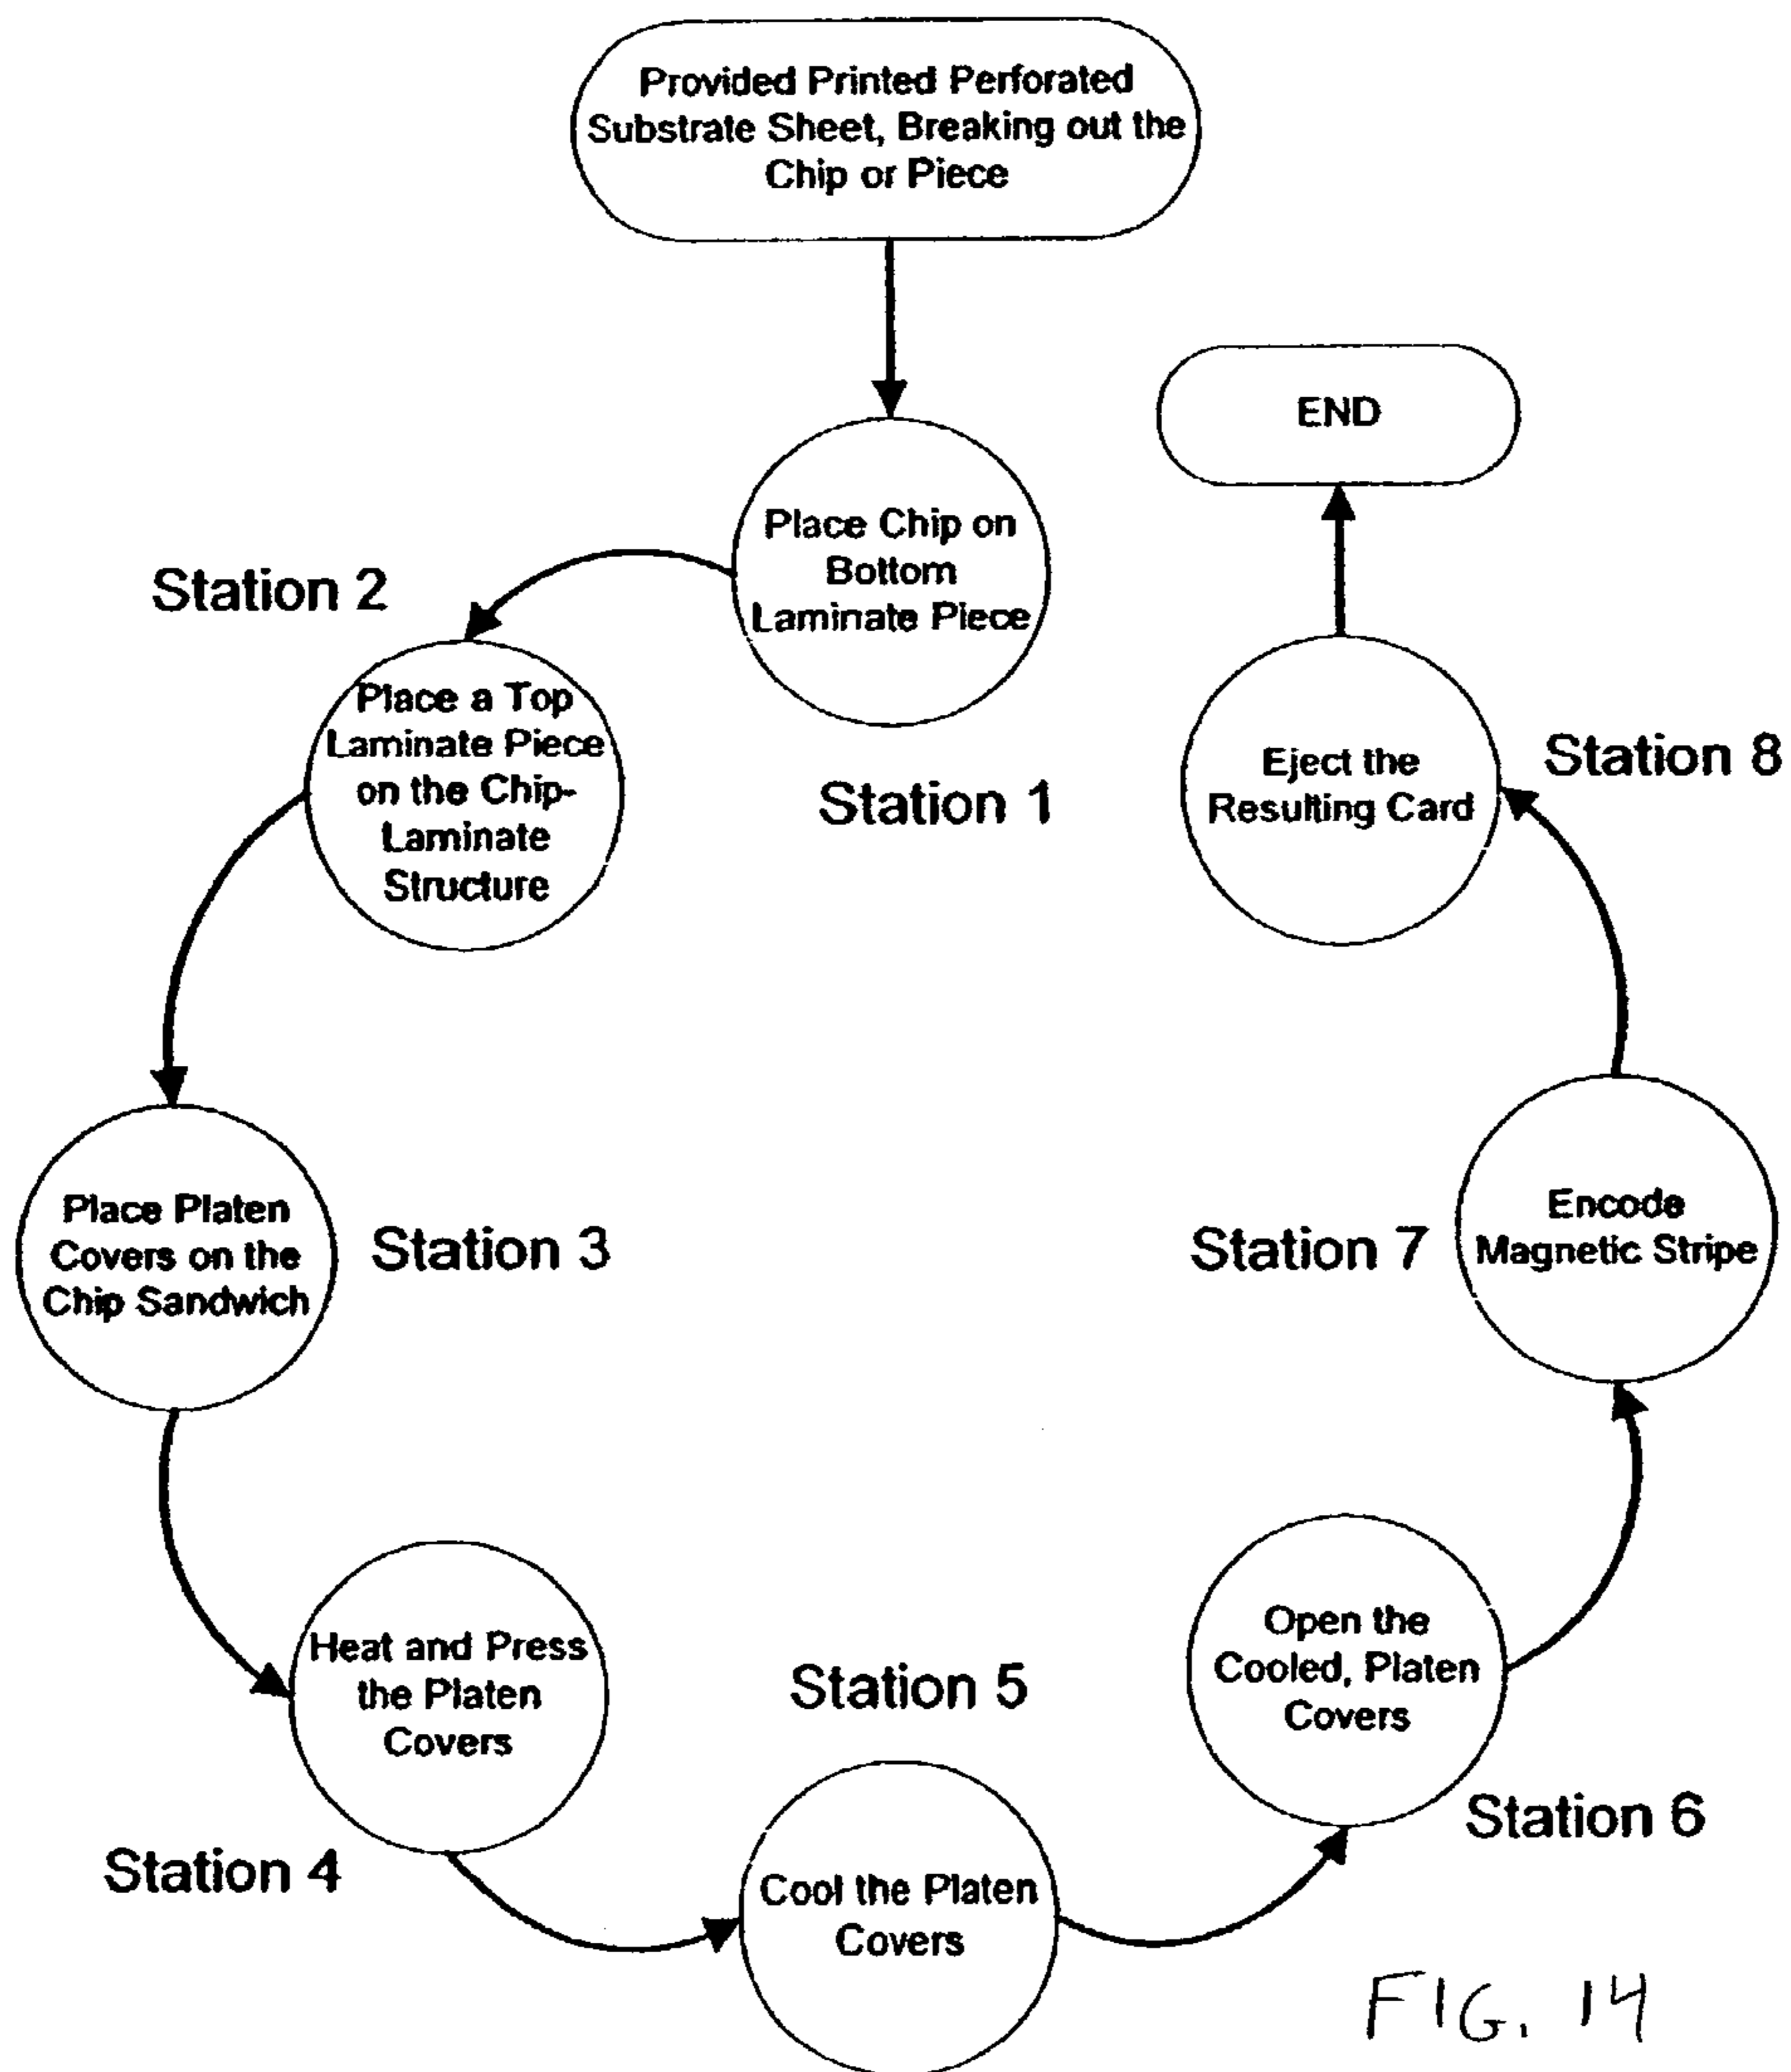 Provided Printed Perforated
Substrate Sheet, Breaking out the
Chip or Piece
Place Chip on
Bottom
Laminate Piece
Station 1
Station 2
Place a Top
Laminate Piece
on the Chip-
Laminate
Structure
Place Platen
Covers on the
Chip Sandwich
Station 3
Heat and Press
the Platen
Covers
Station 4
Station 5
Cool the Platen
Covers
Open the
Cooled, Platen
Covers
Station 6
Station 7
Encode
Magnetic Stripe
Eject the
Resulting Card
Station 8
END
FIG. 14